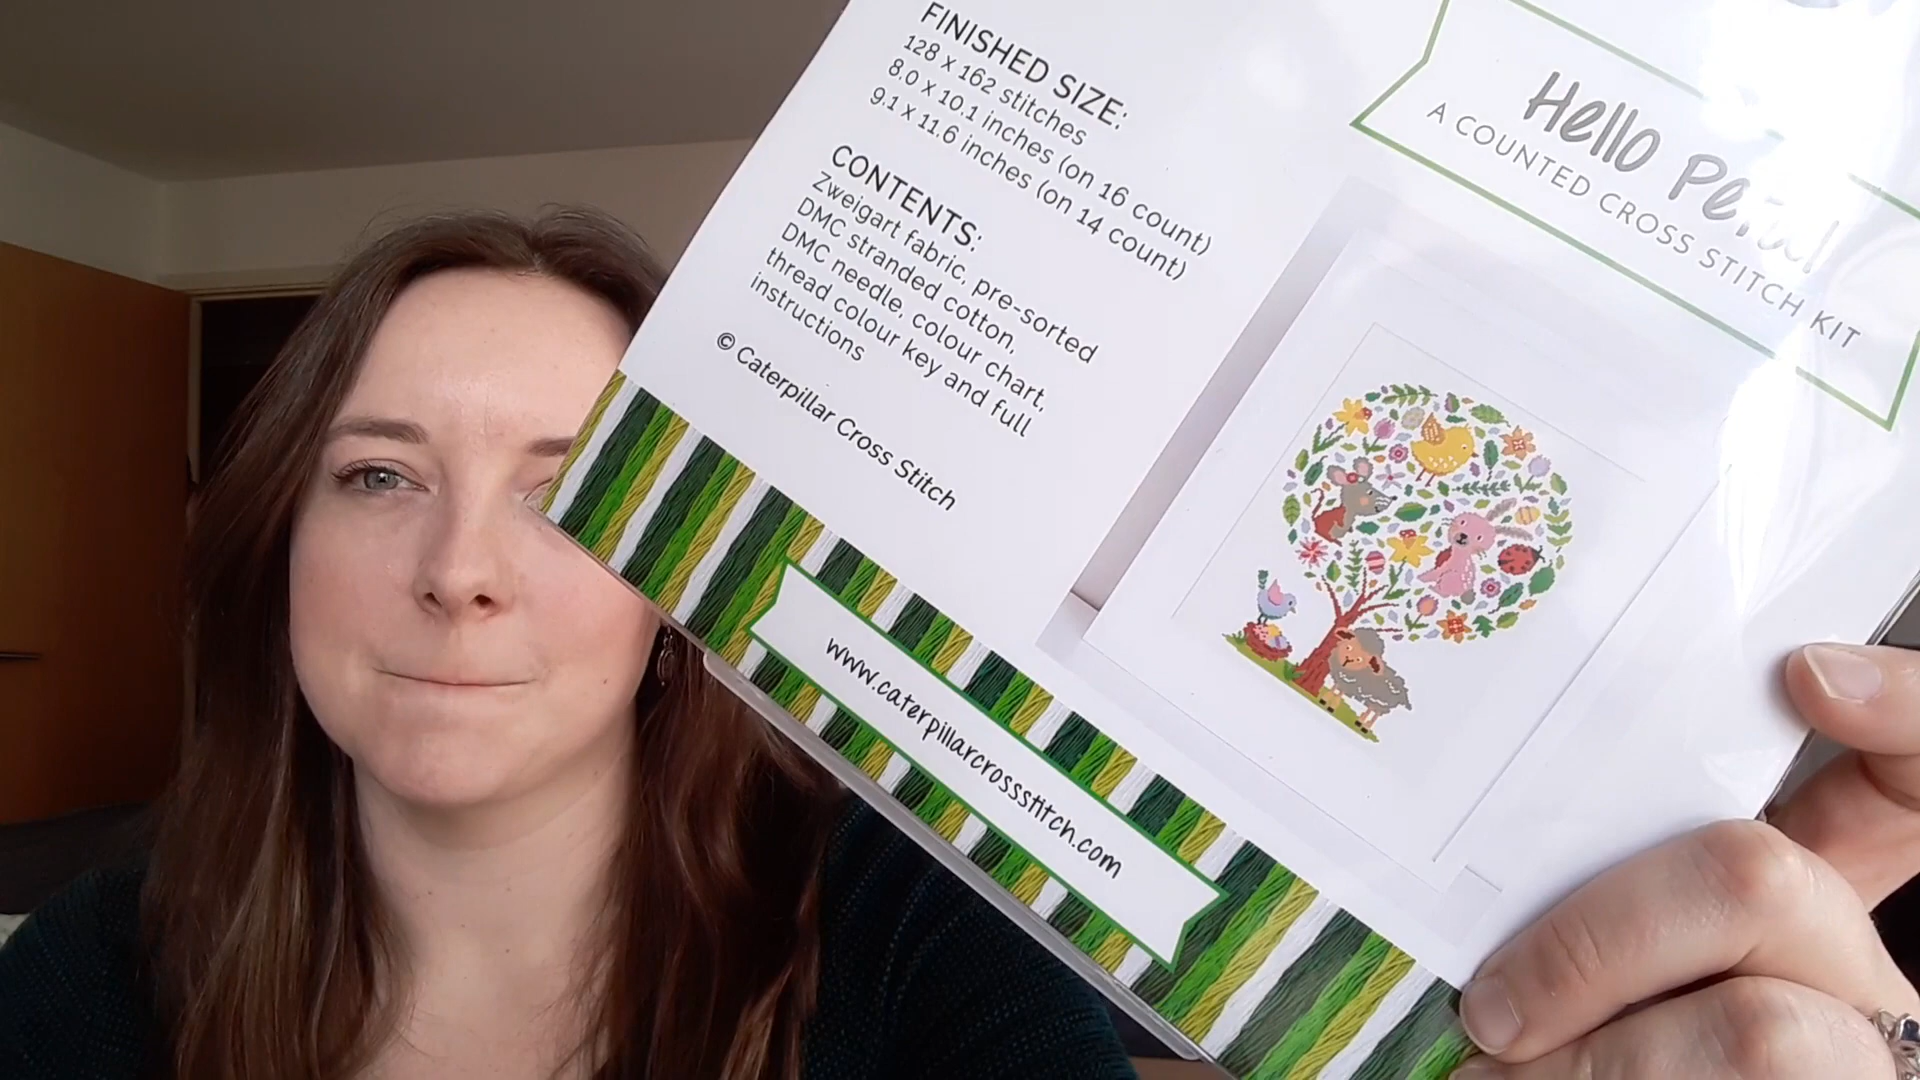 FINISHED SIZE:
128 x 162 stitches
8.0 x 10.1 inches (on 16 count)
9.1 x 11.6 inches (on 14 count)
CONTENTS:
Zweigart fabric, pre-sorted
DMC stranded cotton,
DMC needle, colour chart,
thread colour key and full
instructions
© Caterpillar Cross Stitch
www.caterpillarcrossstitch.com
Hello Petal
A COUNTED CROSS STITCH KIT